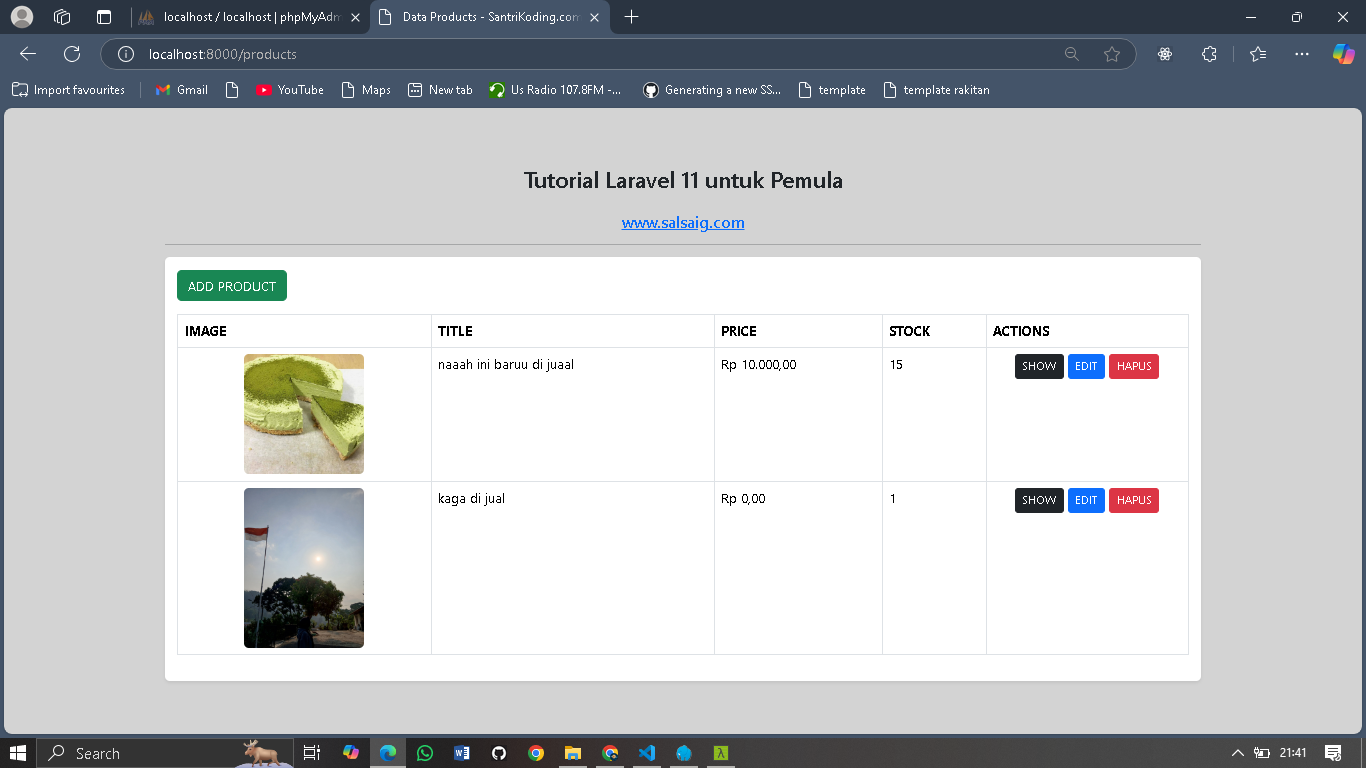 localhost / localhost | phpMyAdm
Data Products - SantriKoding.com
localhost:8000/products
Import favourites
Gmail
YouTube
Maps
New tab
Us Radio 107.8FM -...
Generating a new SS...
template
template rakitan
Tutorial Laravel 11 untuk Pemula
www.salsaig.com
ADD PRODUCT
IMAGE TITLE PRICE STOCK ACTIONS
naaah ini baruu di juaal Rp 10.000,00 15 SHOW EDIT HAPUS
kaga di jual Rp 0,00 1 SHOW EDIT HAPUS
Search
21:41